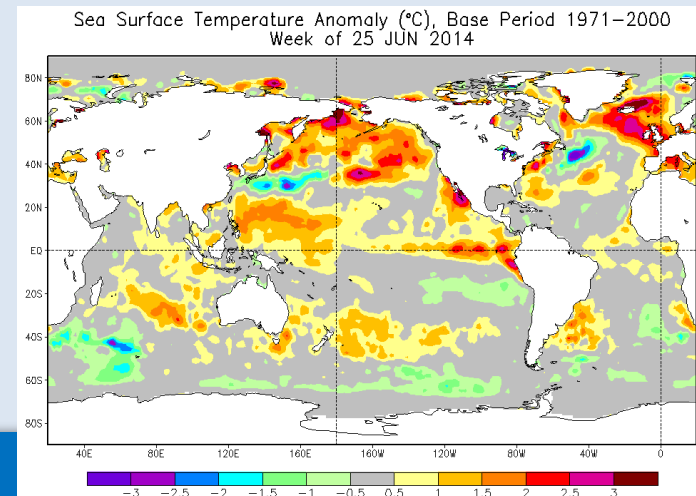 Sea Surface Temperature Anomaly (°C), Base Period 1971–2000
Week of 25 JUN 2014
80N
60N
40N
20N
EQ
20S
40S
60S
80S
40E 80E 120E 160E 160W 120W 80W 40W 0
-3 -2.5 -2 -1.5 -1 -0.5 0.5 1 1.5 2 2.5 3